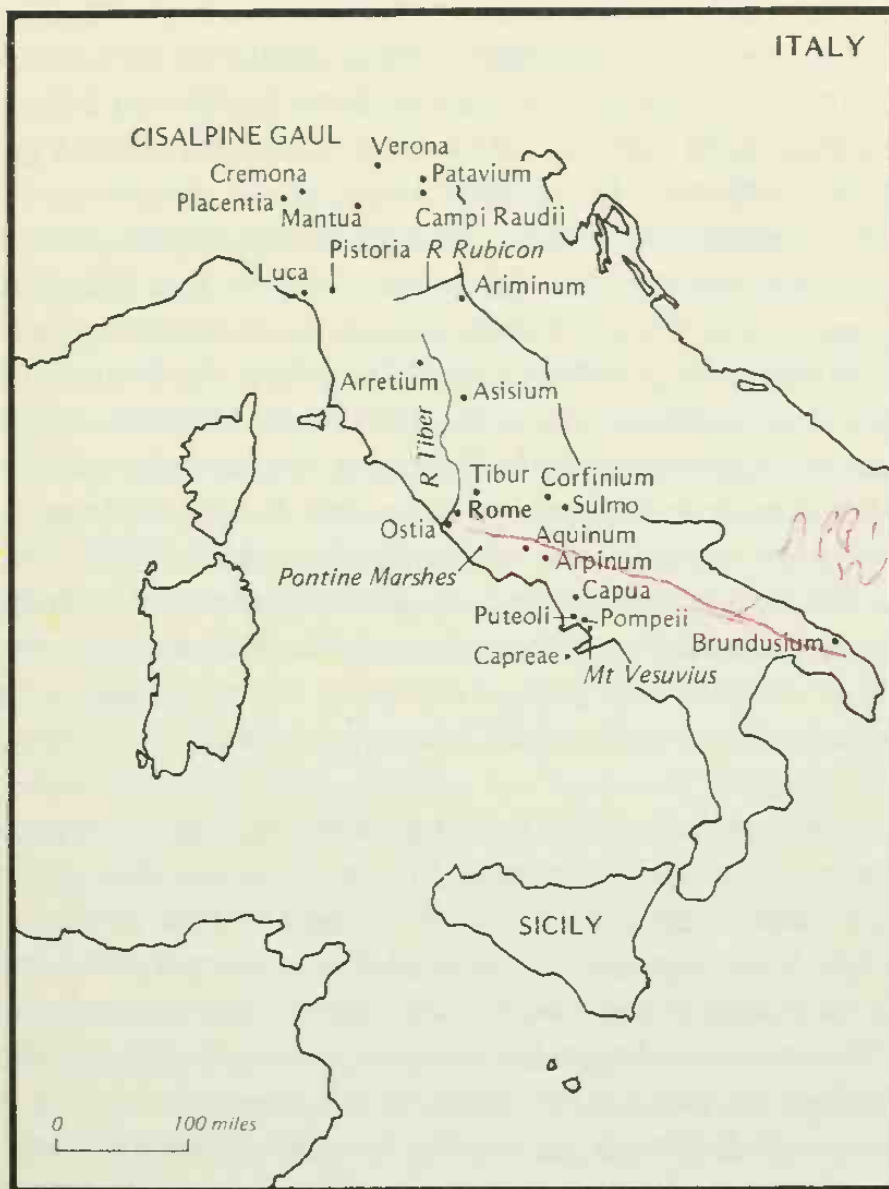 ITALY
CISALPINE GAUL
Verona
Cremona
Patavium
Placentia
Mantua
Campi Raudii
Pistoria
R Rubicon
Luca
Ariminum
Arretium
Asisium
R Tiber
Tibur
Corfinium
Rome
Sulmo
Ostia
Aquinum
Arpinum
Pontine Marshes
Capua
Puteoli
Pompeii
Brundusium
Capreae
Mt Vesuvius
SICILY
0
100 miles